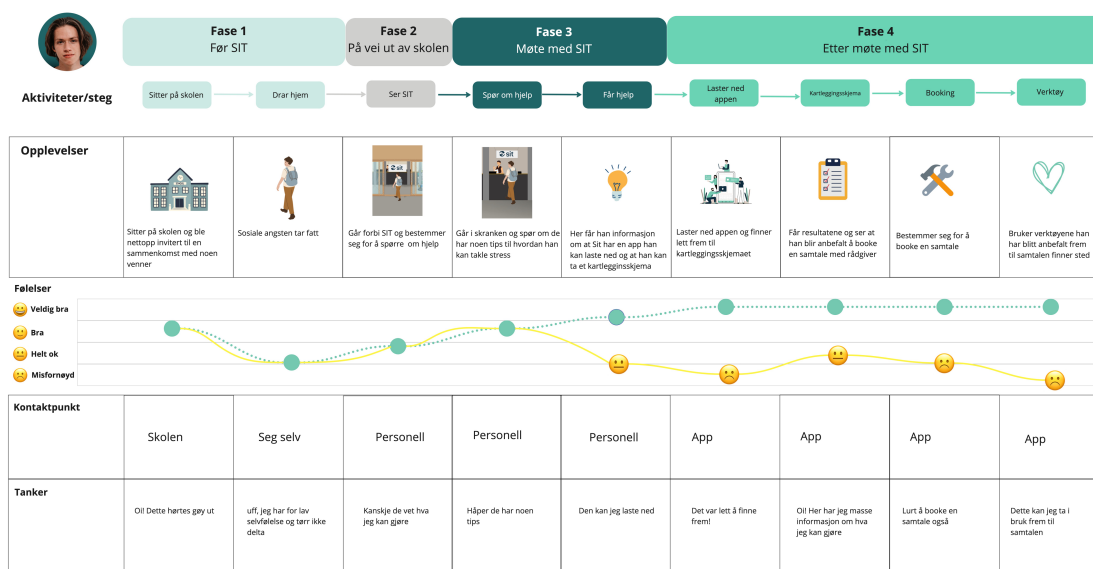 Fase 1
Før SIT
Fase 2
På vei ut av skolen
Fase 3
Møte med SIT
Fase 4
Etter møte med SIT
Aktiviteter/steg
Sitter på skolen
Drar hjem
Ser SIT
Spør om hjelp
Får hjelp
Laster ned
appen
Kartleggingsskjema
Booking
Verktøy
Opplevelser
sit
sit
Sitter på skolen og ble
nettopp invitert til en
sammenkomst med noen
venner
Sosiale angsten tar fatt
Går forbi SIT og bestemmer
seg for å spørre om hjelp
Går i skranken og spør om de
har noen tips til hvordan han
kan takle stress
Her får han informasjon
om at Sit har en app han
kan laste ned og at han kan
ta et kartlegginsskjema
Laster ned appen og finner
lett frem til
kartleggingsskjemaet
Får resultatene og ser at
han blir anbefalt å booke
en samtale med rådgiver
Bestemmer seg for å
booke en samtale
Bruker verktøyene han
har blitt anbefalt frem
til samtalen finner sted
Følelser
Veldig bra
Bra
Helt ok
Misfornøyd
Kontaktpunkt
Skolen
Seg selv
Personell
Personell
Personell
App
App
App
App
Tanker
Oi! Dette hørtes gøy ut
uff, jeg har for lav
selvfølelse og tørr ikke
delta
Kanskje de vet hva
jeg kan gjøre
Håper de har noen
tips
Den kan jeg laste ned
Det var lett å finne
frem!
Oi! Her har jeg masse
informasjon om hva
jeg kan gjøre
Lurt å booke en
samtale også
Dette kan jeg ta i
bruk frem til
samtalen